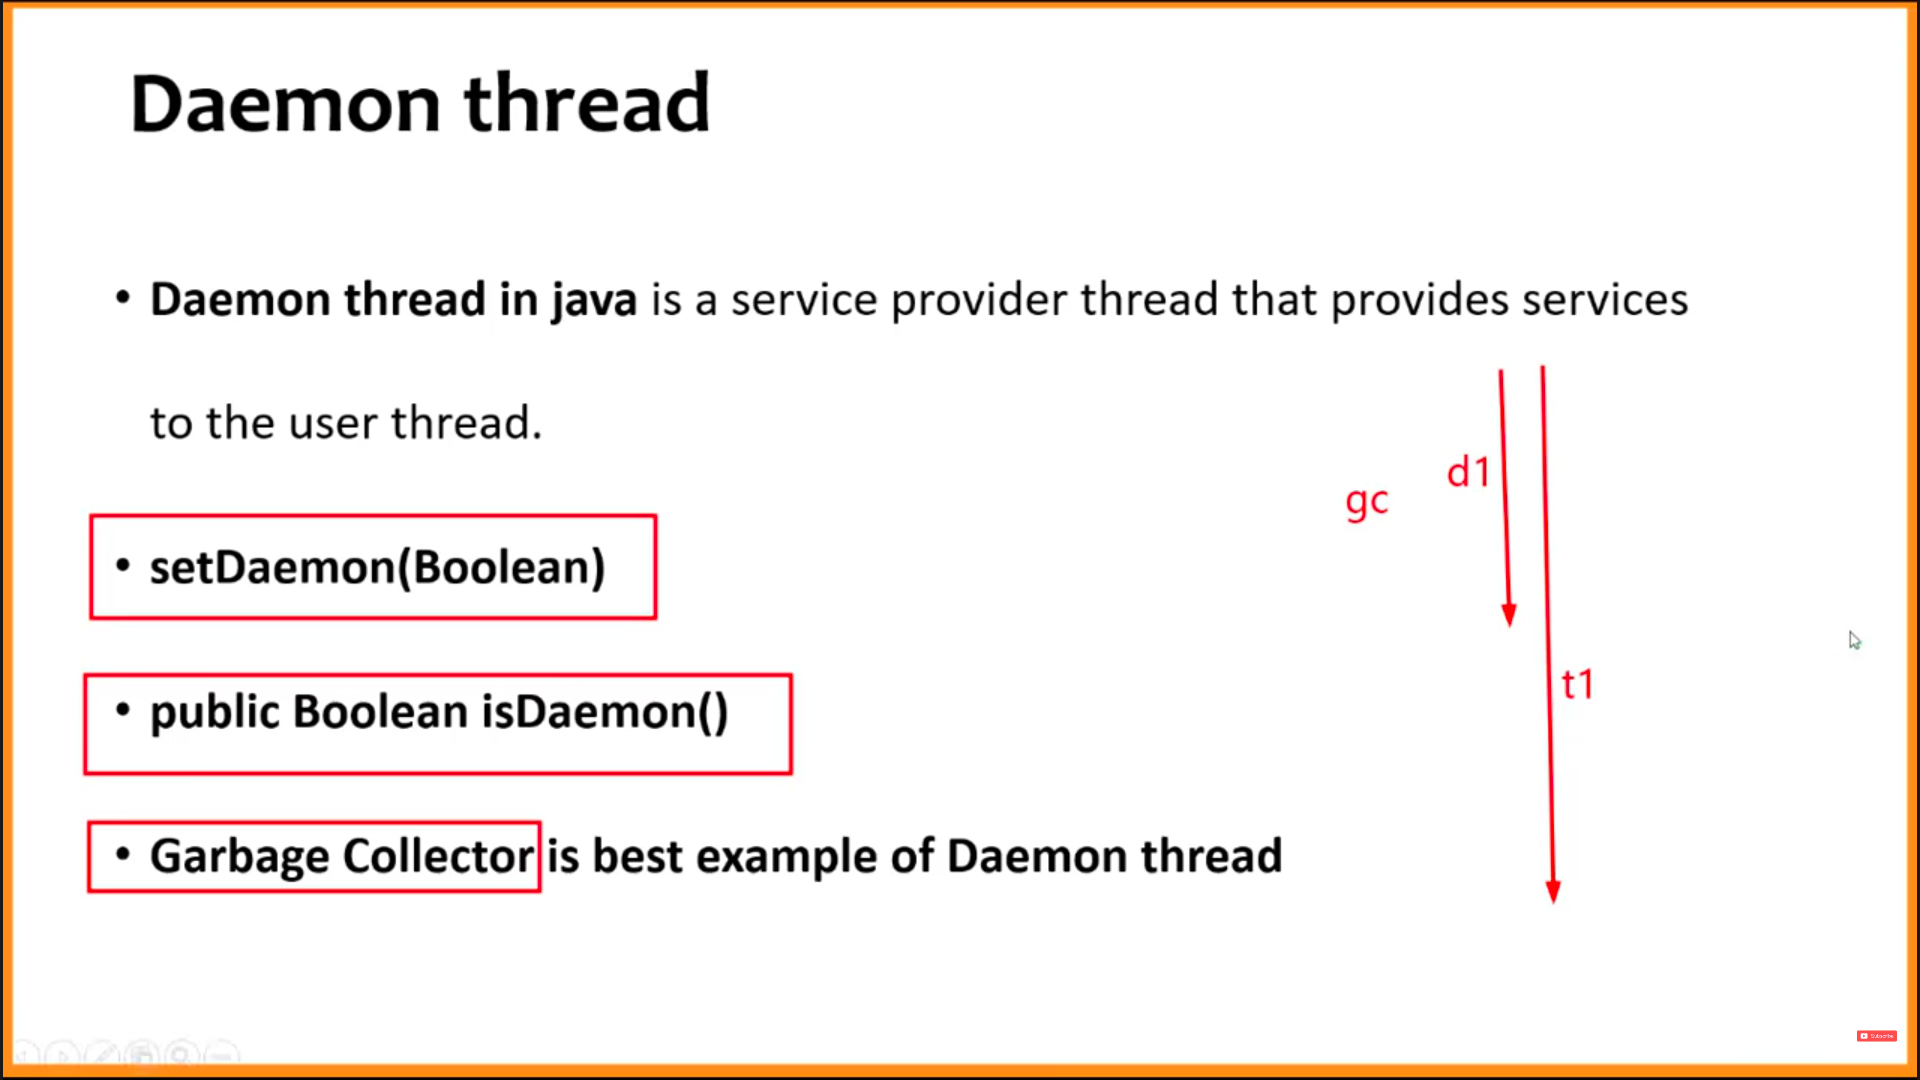 Daemon thread
• Daemon thread in java is a service provider thread that provides services
to the user thread.
d1
gc
• setDaemon(Boolean)
t1
• public Boolean isDaemon()
• Garbage Collector is best example of Daemon thread
Subscribe